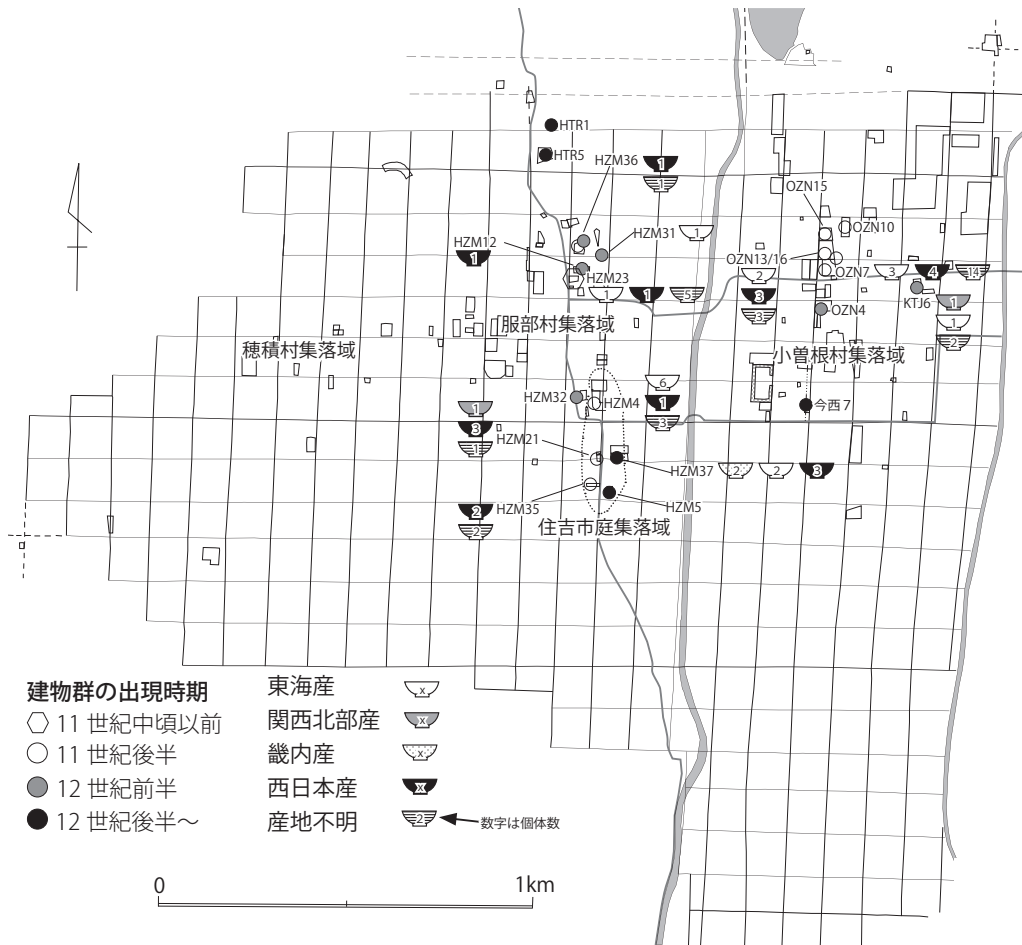 HTR1
HTR5
HZM36
1
1
OZN15
HZM12
HZM31
1
OZN10
1
OZN13/16
HZM23
OZN7
2
3
4
14
1
1
5
3
KTJ6
1
服部村集落域
3
OZN4
1
穂積村集落域
小曽根村集落域
2
6
HZM32
HZM4
1
今西7
1
3
3
HZM21
1
HZM37
2
2
3
HZM35
HZM5
2
住吉市庭集落域
2
建物群の出現時期
11 世紀中頃以前
11 世紀後半
12 世紀前半
12 世紀後半～
東海産 x
関西北部産 x
畿内産 x
西日本産 x
産地不明 2 数字は個体数
0 1km